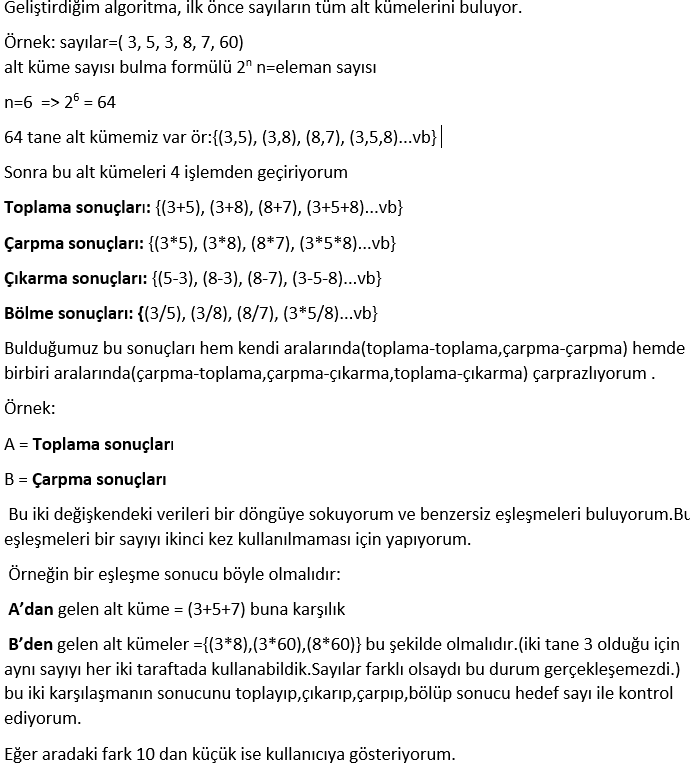 Geliştirdiğim algoritma, ilk önce sayıların tüm alt kümelerini buluyor.
Örnek: sayılar=( 3, 5, 3, 8, 7, 60)
alt küme sayısı bulma formülü 2ⁿ n=eleman sayısı
n=6 => 2⁶ = 64
64 tane alt kümemiz var ör:{(3,5), (3,8), (8,7), (3,5,8)...vb}
Sonra bu alt kümeleri 4 işlemden geçiriyorum
Toplama sonuçları: {(3+5), (3+8), (8+7), (3+5+8)...vb}
Çarpma sonuçları: {(3*5), (3*8), (8*7), (3*5*8)...vb}
Çıkarma sonuçları: {(5-3), (8-3), (8-7), (3-5-8)...vb}
Bölme sonuçları: {(3/5), (3/8), (8/7), (3*5/8)...vb}
Bulduğumuz bu sonuçları hem kendi aralarında(toplama-toplama,çarpma-çarpma) hemde
birbiri aralarında(çarpma-toplama,çarpma-çıkarma,toplama-çıkarma) çarprazlıyorum .
Örnek:
A = Toplama sonuçları
B = Çarpma sonuçları
Bu iki değişkendeki verileri bir döngüye sokuyorum ve benzersiz eşleşmeleri buluyorum.Bu
eşleşmeleri bir sayıyı ikinci kez kullanılmaması için yapıyorum.
Örneğin bir eşleşme sonucu böyle olmalıdır:
A’dan gelen alt küme = (3+5+7) buna karşılık
B’den gelen alt kümeler ={(3*8),(3*60),(8*60)} bu şekilde olmalıdır.(iki tane 3 olduğu için
aynı sayıyı her iki taraftada kullanabildik.Sayılar farklı olsaydı bu durum gerçekleşemezdi.)
bu iki karşılaşmanın sonucunu toplayıp,çıkarıp,çarpıp,bölüp sonucu hedef sayı ile kontrol
ediyorum.
Eğer aradaki fark 10 dan küçük ise kullanıcıya gösteriyorum.